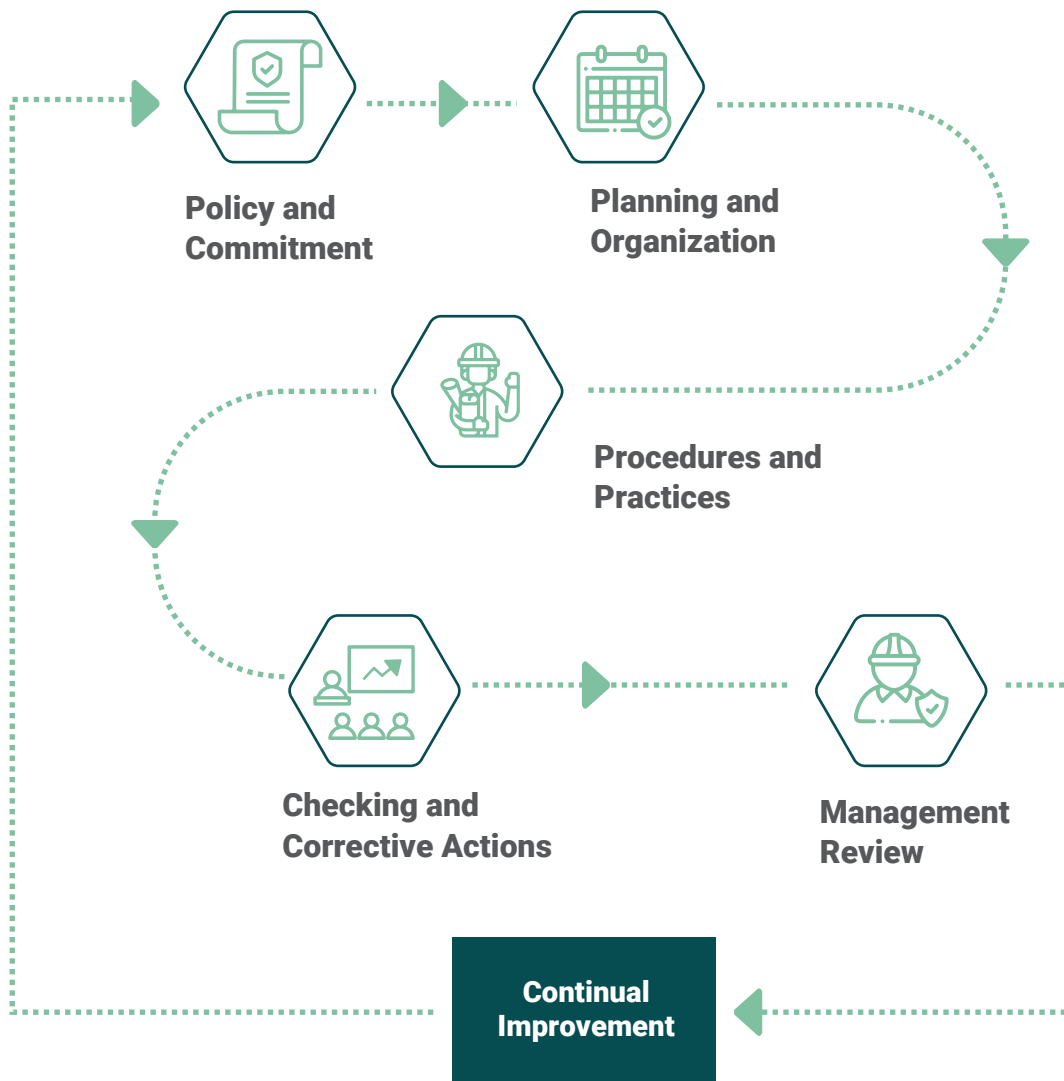 Policy and
Commitment
Planning and
Organization
Procedures and
Practices
Checking and
Corrective Actions
Management
Review
Continual
Improvement